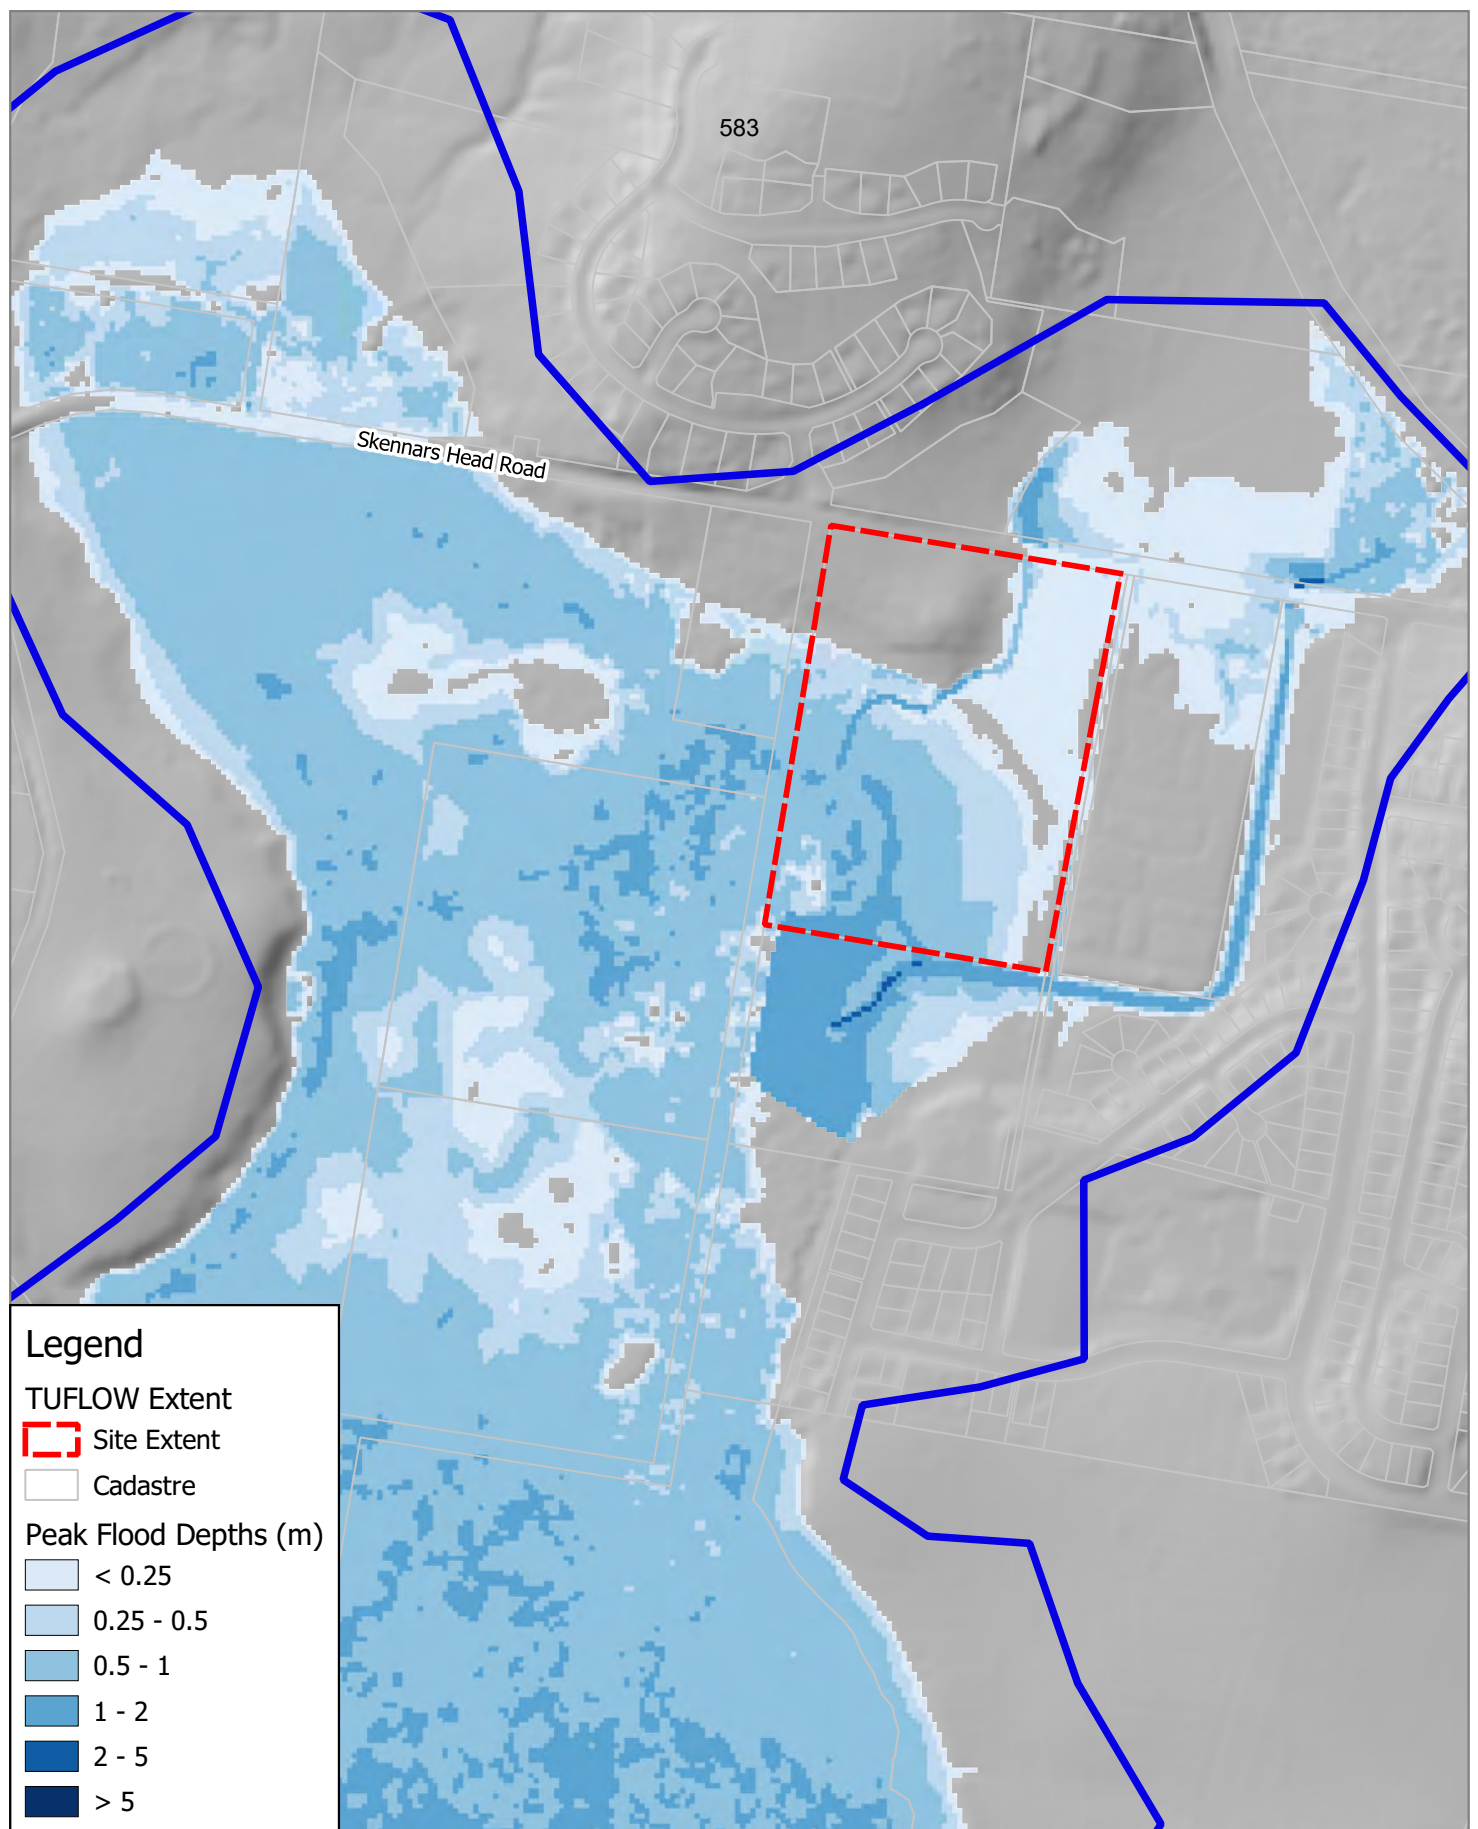 583
Skennars Head Road
Legend
TUFLOW Extent
Site Extent
Cadastre
Peak Flood Depths (m)
< 0.25
0.25 - 0.5
0.5 - 1
1 - 2
2 - 5
> 5